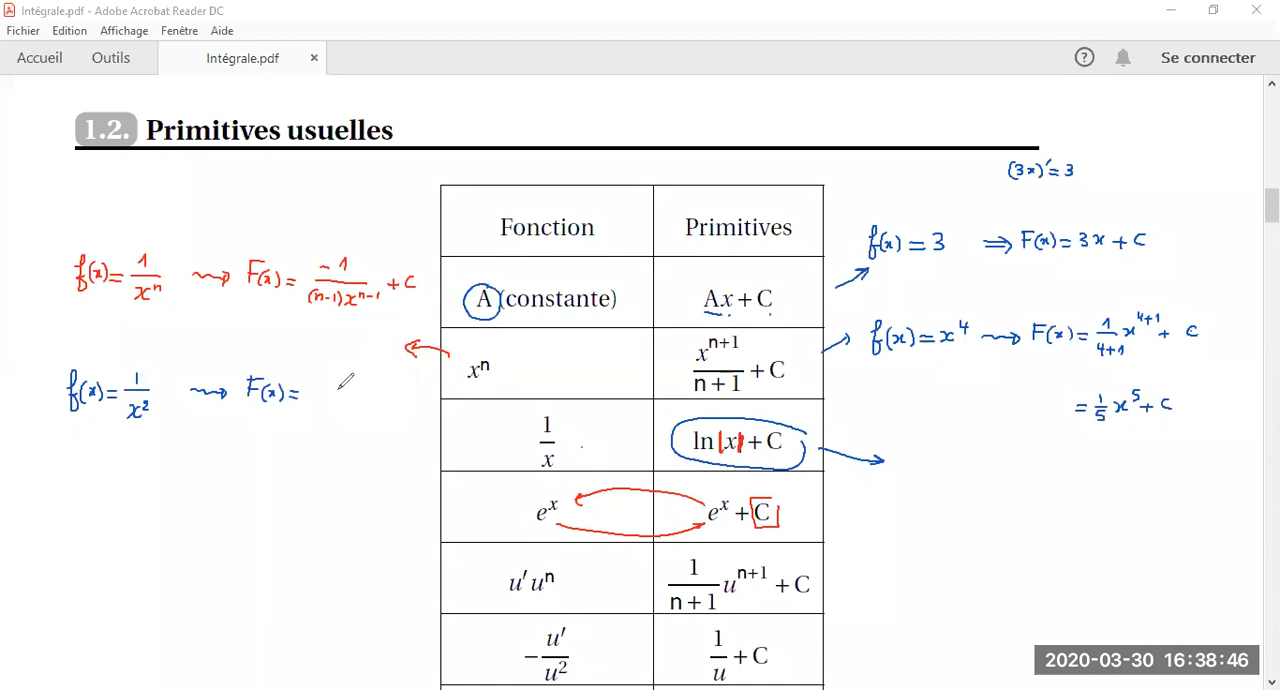 Intégrale.pdf - Adobe Acrobat Reader DC
Fichier Edition Affichage Fenêtre Aide
Accueil Outils Intégrale.pdf × ? Se connecter
1.2. Primitives usuelles
(3x)' = 3
Fonction Primitives
f(x) = 3 ⇒ F(x) = 3x + C
f(x) = 1/xⁿ ⇝ F(x) = -1/((n-1)xⁿ⁻¹) + C
A (constante) Ax + C
f(x) = x⁴ ⇝ F(x) = 1/(4+1) x⁴⁺¹ + C
xⁿ xⁿ⁺¹/(n+1) + C
f(x) = 1/x² ⇝ F(x) =
= 1/5 x⁵ + C
1/x ln|x| + C
eˣ eˣ + C
u′uⁿ 1/(n+1) uⁿ⁺¹ + C
-u′/u² 1/u + C
2020-03-30 16:38:46